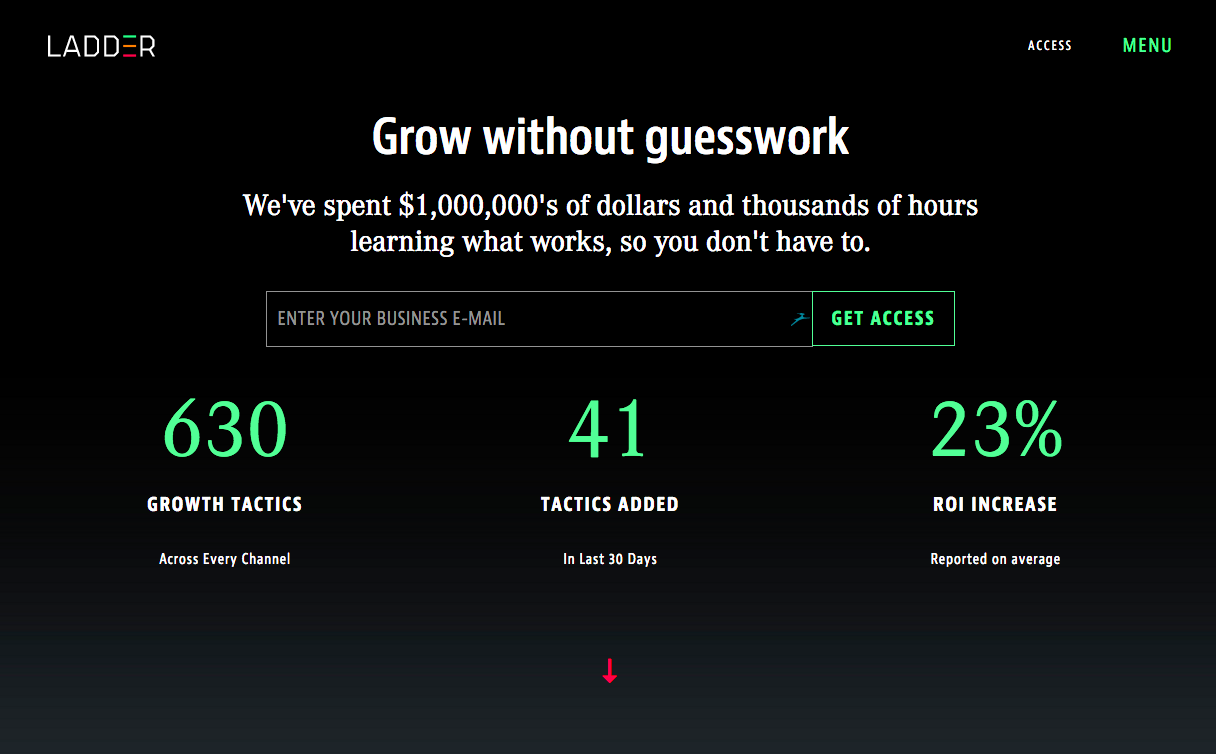 LADDER
ACCESS
MENU
Grow without guesswork
We've spent $1,000,000's of dollars and thousands of hours
learning what works, so you don't have to.
ENTER YOUR BUSINESS E-MAIL
GET ACCESS
630
41
23%
GROWTH TACTICS
TACTICS ADDED
ROI INCREASE
Across Every Channel
In Last 30 Days
Reported on average